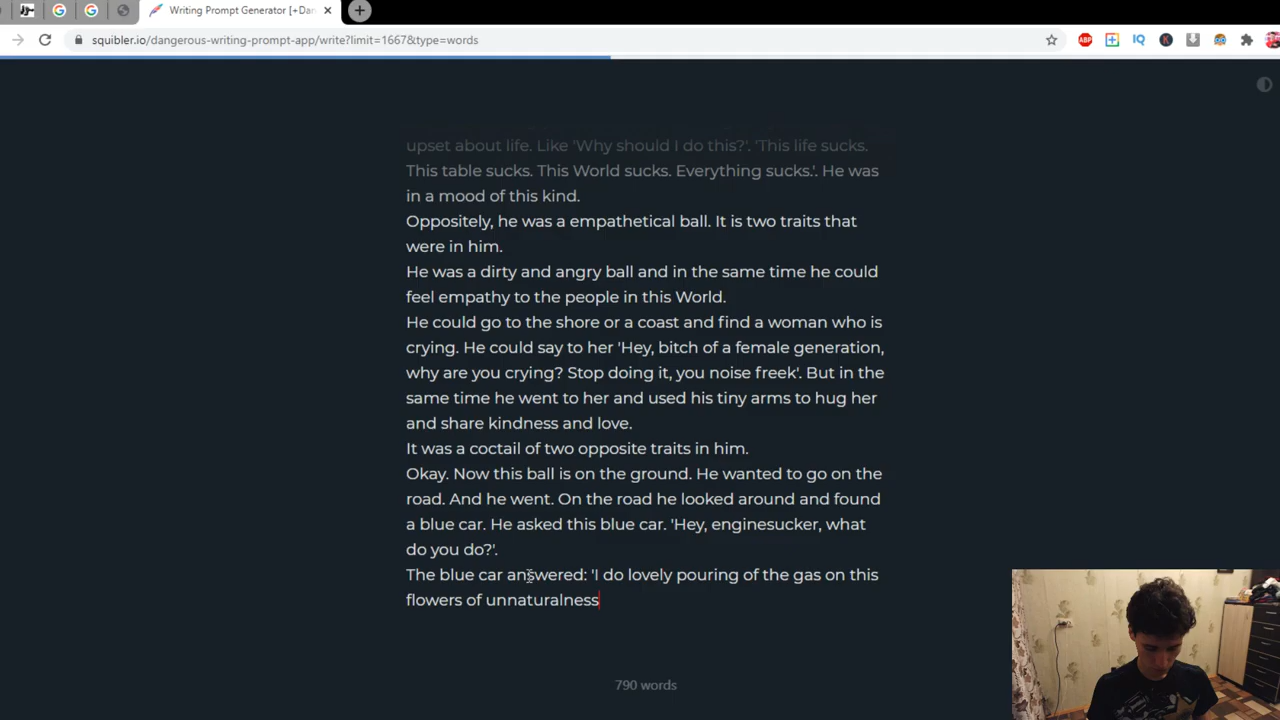 Writing Prompt Generator [+Dan
squibler.io/dangerous-writing-prompt-app/write?limit=1667&type=words
ABP
IQ
K
upset about life. Like 'Why should I do this?'. 'This life sucks.
This table sucks. This World sucks. Everything sucks.'. He was
in a mood of this kind.
Oppositely, he was a empathetical ball. It is two traits that
were in him.
He was a dirty and angry ball and in the same time he could
feel empathy to the people in this World.
He could go to the shore or a coast and find a woman who is
crying. He could say to her 'Hey, bitch of a female generation,
why are you crying? Stop doing it, you noise freek'. But in the
same time he went to her and used his tiny arms to hug her
and share kindness and love.
It was a coctail of two opposite traits in him.
Okay. Now this ball is on the ground. He wanted to go on the
road. And he went. On the road he looked around and found
a blue car. He asked this blue car. 'Hey, enginesucker, what
do you do?'.
The blue car answered: 'I do lovely pouring of the gas on this
flowers of unnaturalness
790 words